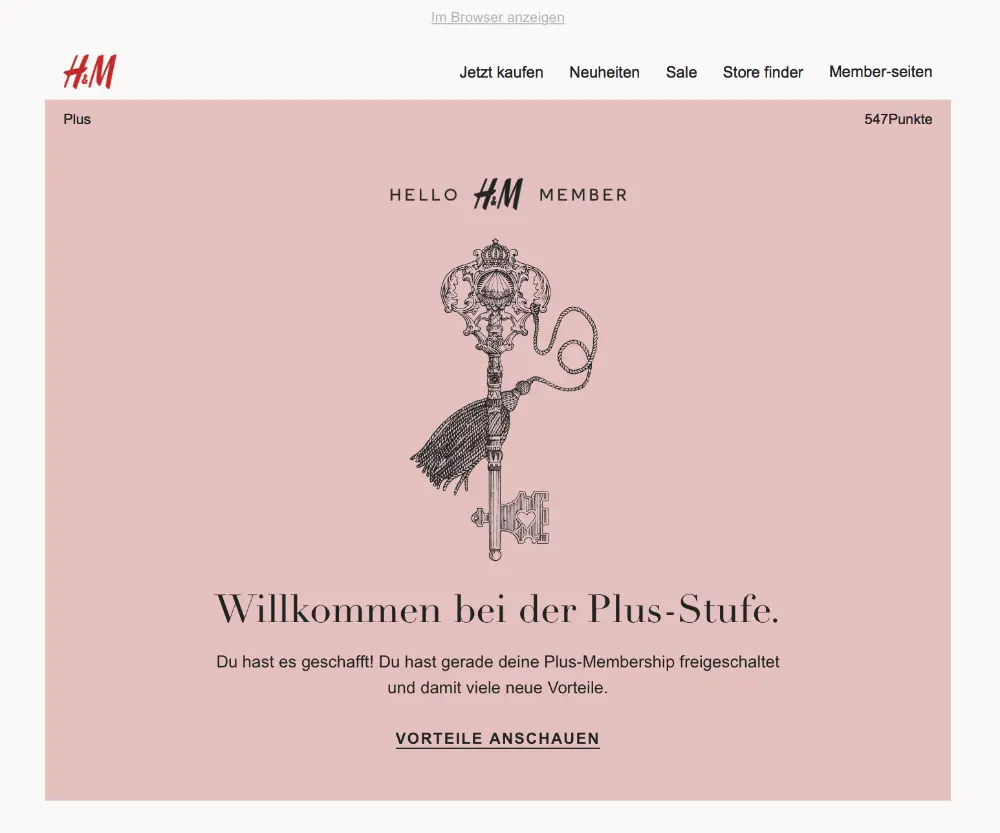 Im Browser anzeigen
H&M
Jetzt kaufen Neuheiten Sale Store finder Member-seiten
Plus 547Punkte
HELLO H&M MEMBER
Willkommen bei der Plus-Stufe.
Du hast es geschafft! Du hast gerade deine Plus-Membership freigeschaltet
und damit viele neue Vorteile.
VORTEILE ANSCHAUEN